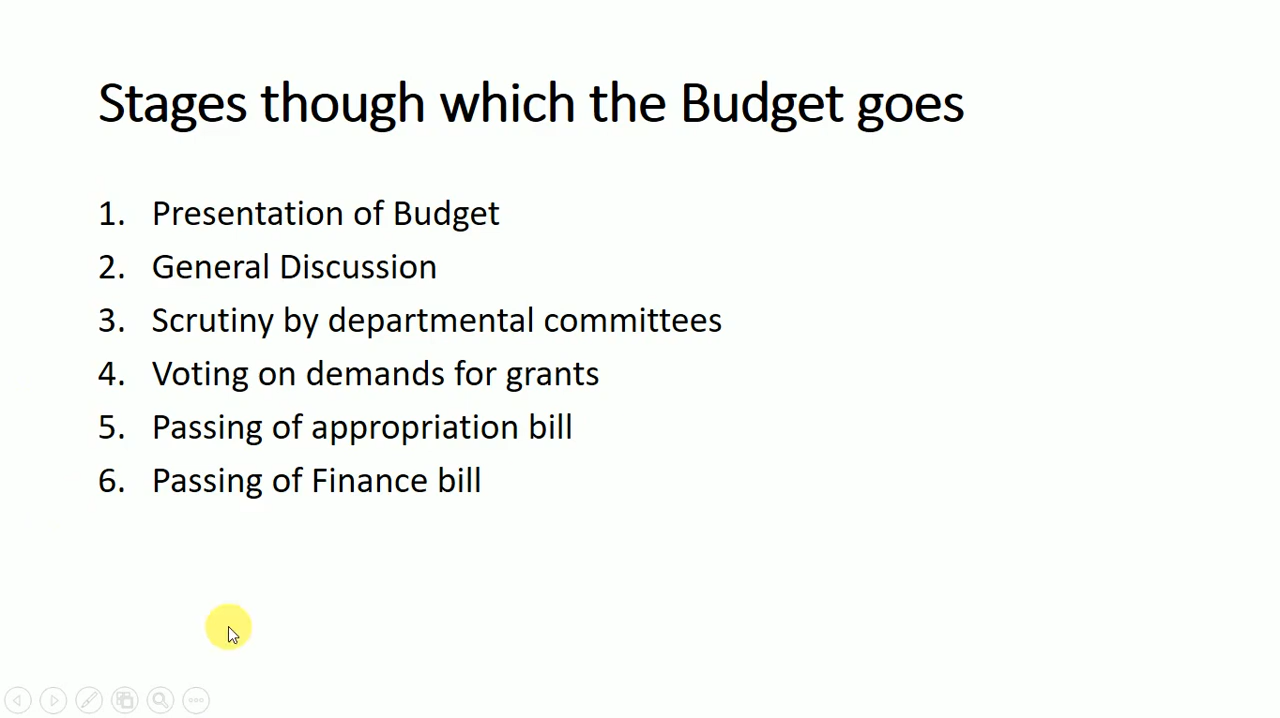 Stages though which the Budget goes
1. Presentation of Budget
2. General Discussion
3. Scrutiny by departmental committees
4. Voting on demands for grants
5. Passing of appropriation bill
6. Passing of Finance bill